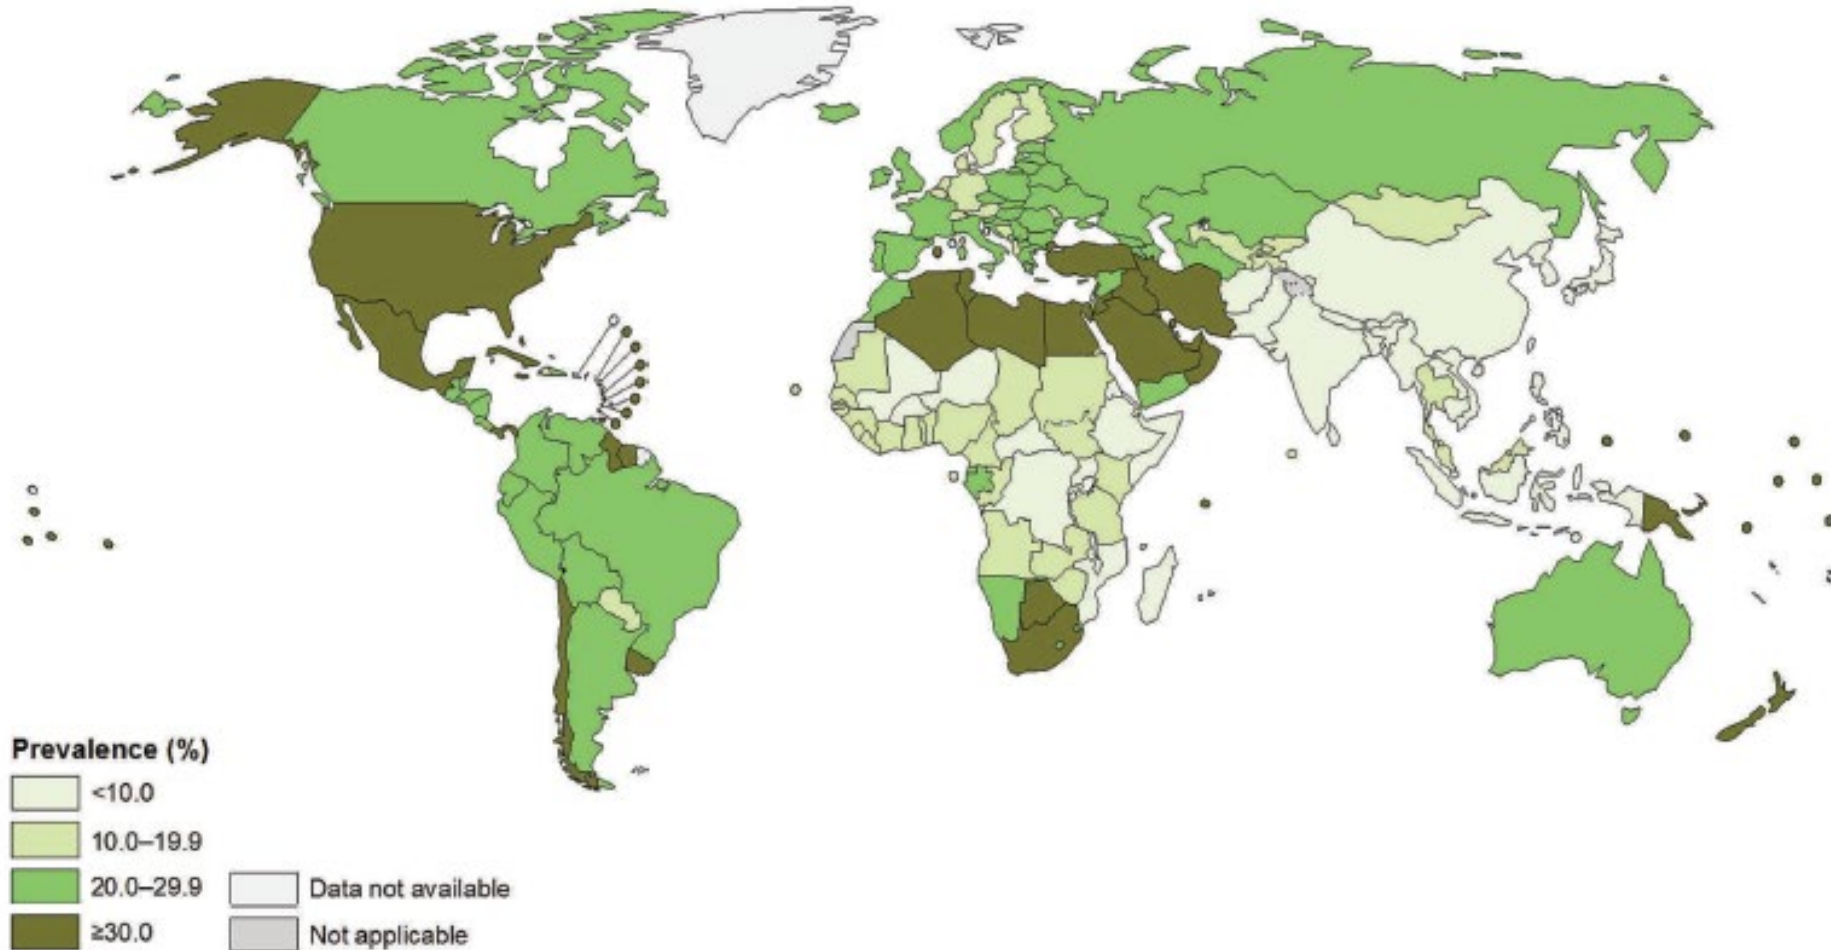 Prevalence (%)
<10.0
10.0–19.9
20.0–29.9
≥30.0
Data not available
Not applicable